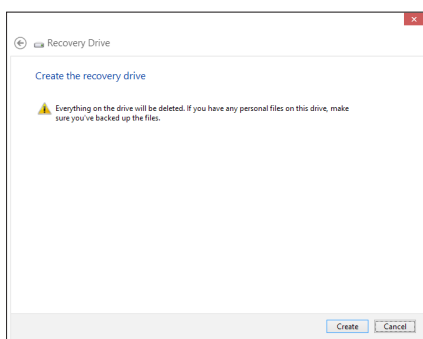 Recovery Drive
Create the recovery drive
Everything on the drive will be deleted. If you have any personal files on this drive, make
sure you've backed up the files.
Create Cancel